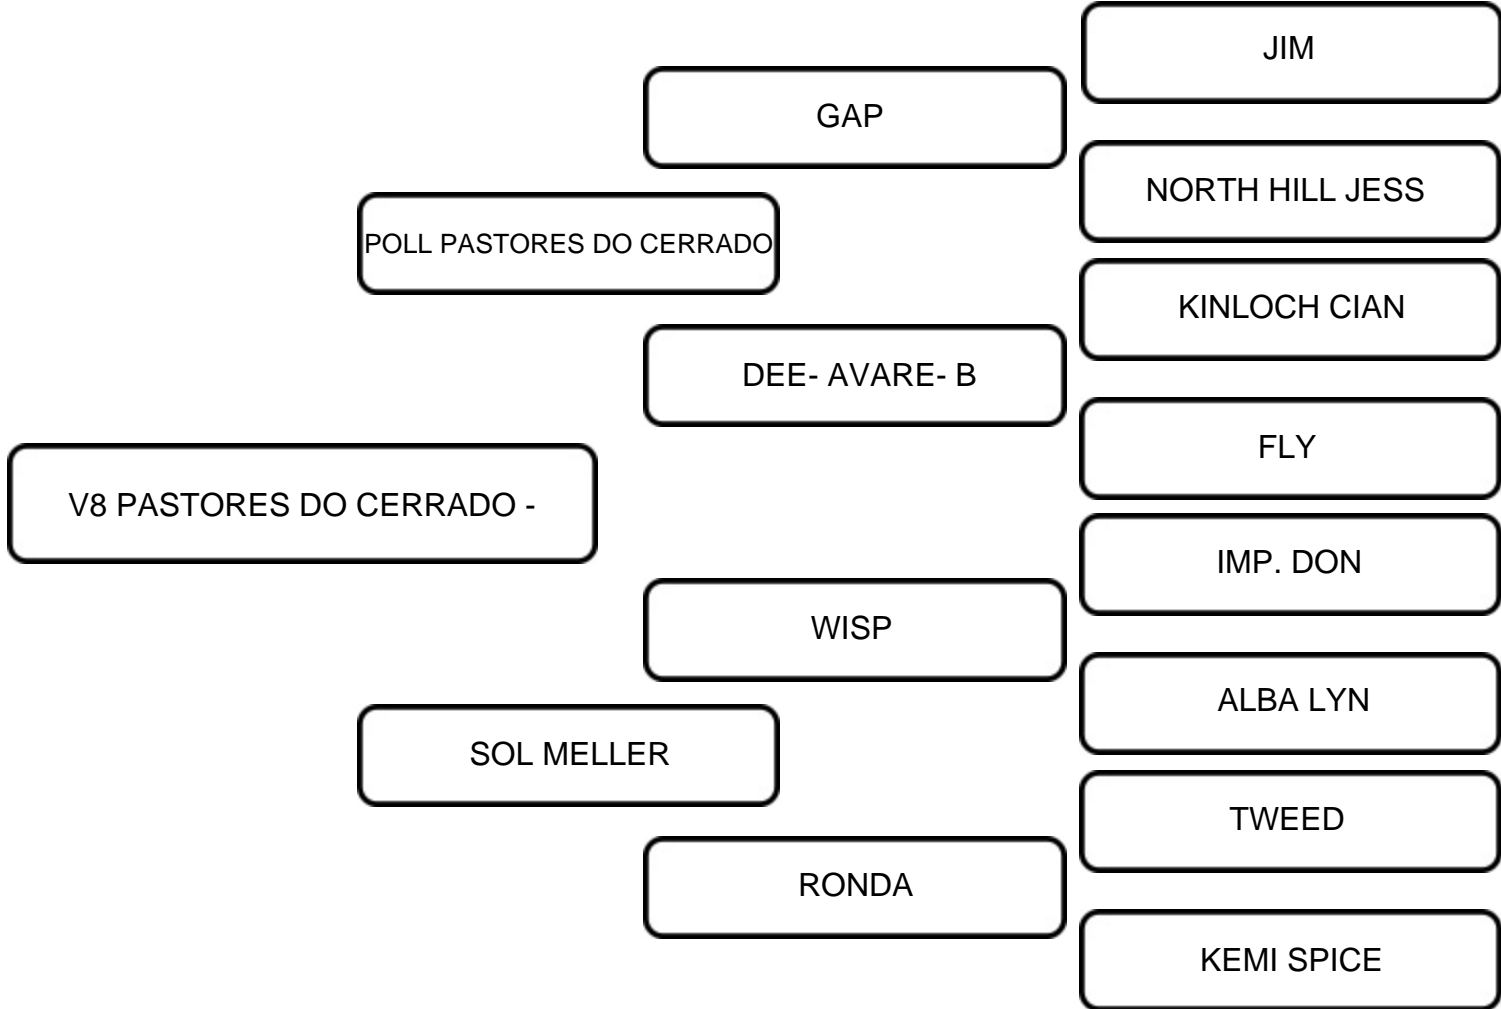 JIM
GAP
NORTH HILL JESS
POLL PASTORES DO CERRADO
KINLOCH CIAN
DEE- AVARE- B
FLY
V8 PASTORES DO CERRADO -
IMP. DON
WISP
ALBA LYN
SOL MELLER
TWEED
RONDA
KEMI SPICE